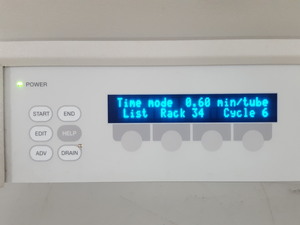 POWER
Time mode 0.60 min/tube
List Rack 34 Cycle 6
START END
EDIT HELP
ADV DRAIN